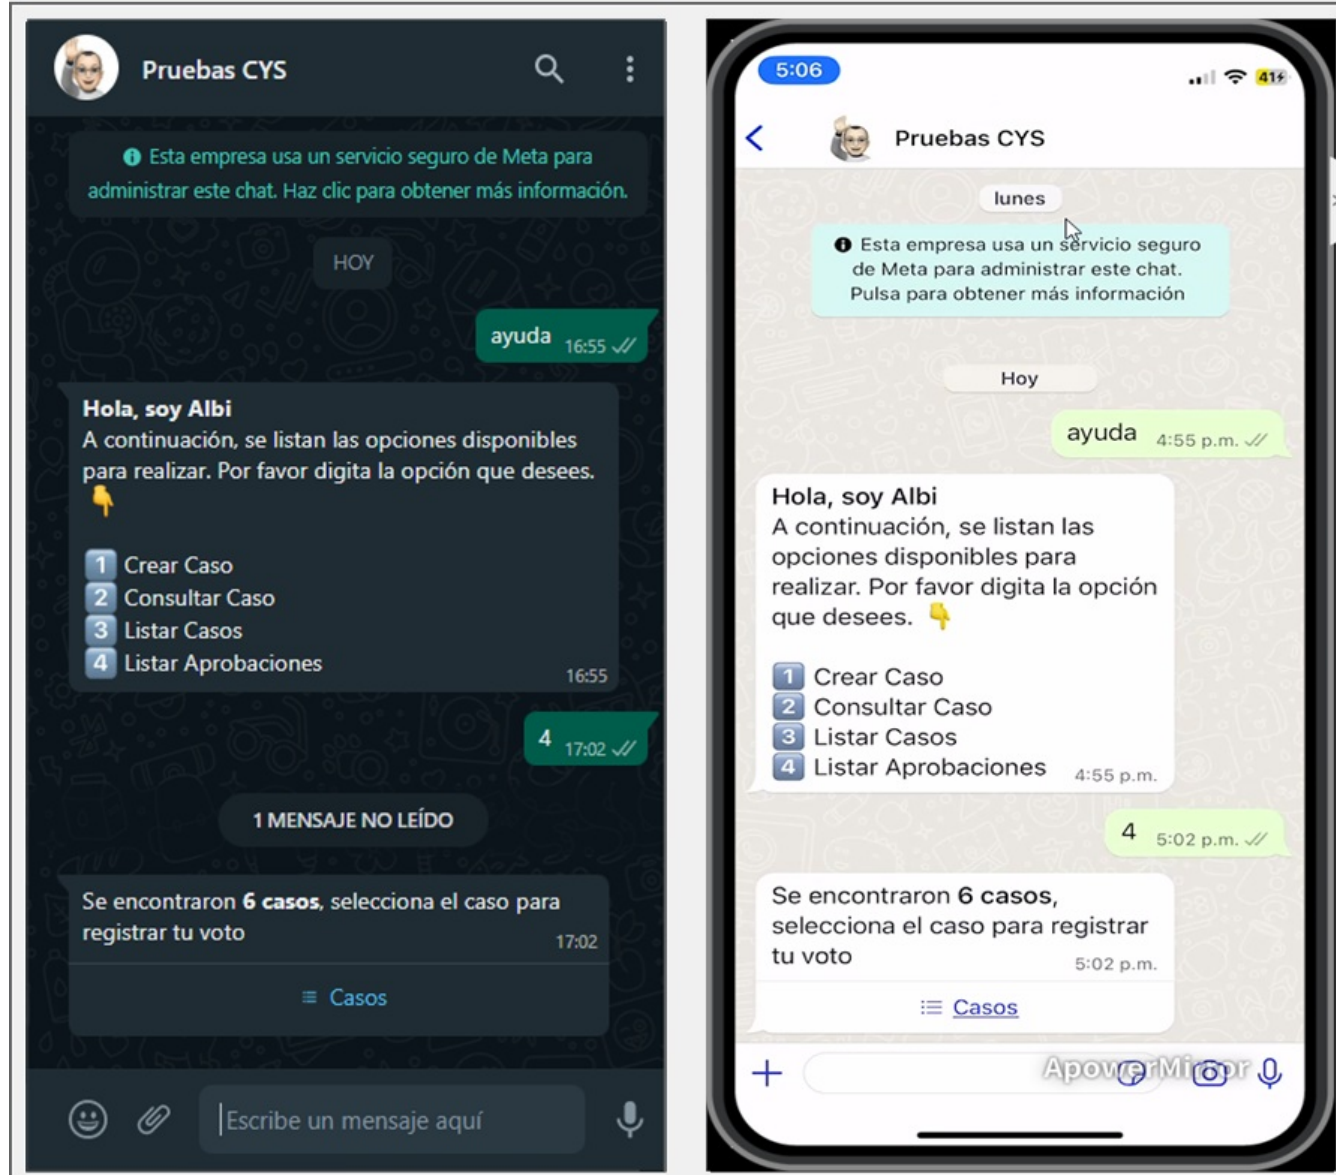 Pruebas CYS
Esta empresa usa un servicio seguro de Meta para
administrar este chat. Haz clic para obtener más información.
HOY
ayuda 16:55
Hola, soy Albi
A continuación, se listan las opciones disponibles
para realizar. Por favor digita la opción que desees.
👇
1 Crear Caso
2 Consultar Caso
3 Listar Casos
4 Listar Aprobaciones
16:55
4 17:02
1 MENSAJE NO LEÍDO
Se encontraron 6 casos, selecciona el caso para
registrar tu voto
17:02
Casos
Escribe un mensaje aquí
5:06
41
Pruebas CYS
lunes
Esta empresa usa un servicio seguro
de Meta para administrar este chat.
Pulsa para obtener más información
Hoy
ayuda 4:55 p.m.
Hola, soy Albi
A continuación, se listan las
opciones disponibles para
realizar. Por favor digita la opción
que desees. 👇
1 Crear Caso
2 Consultar Caso
3 Listar Casos
4 Listar Aprobaciones 4:55 p.m.
4 5:02 p.m.
Se encontraron 6 casos,
selecciona el caso para registrar
tu voto 5:02 p.m.
Casos
ApowerMirror